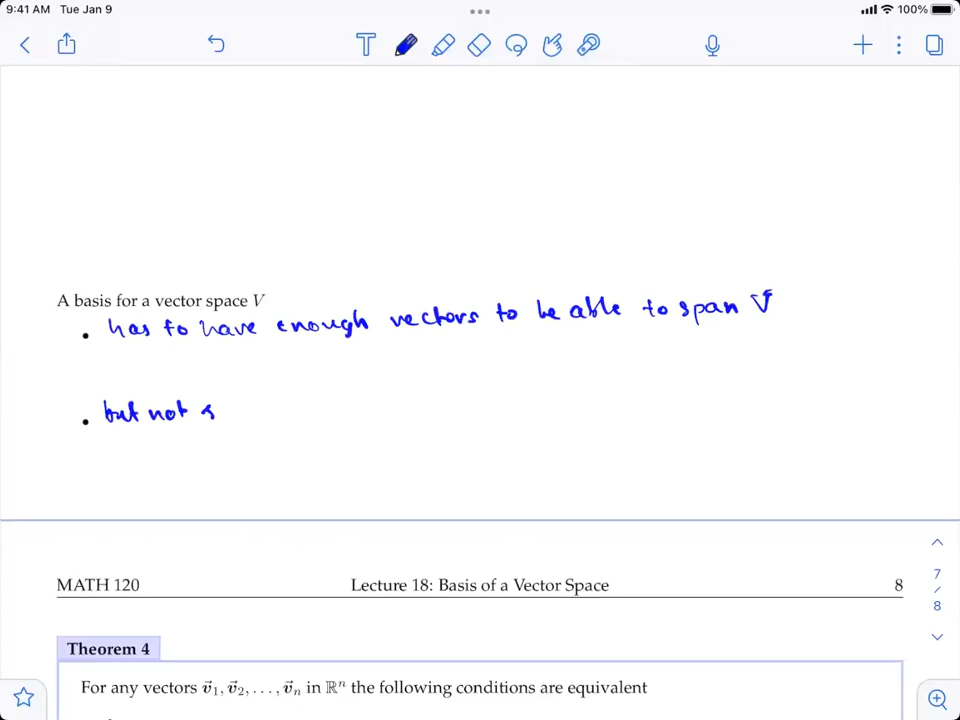 9:41 AM Tue Jan 9
100%
A basis for a vector space V
• has to have enough vectors to be able to span V
• but not s
7
/
8
MATH 120 Lecture 18: Basis of a Vector Space 8
Theorem 4
For any vectors v⃗₁, v⃗₂, . . . , v⃗ₙ in ℝⁿ the following conditions are equivalent